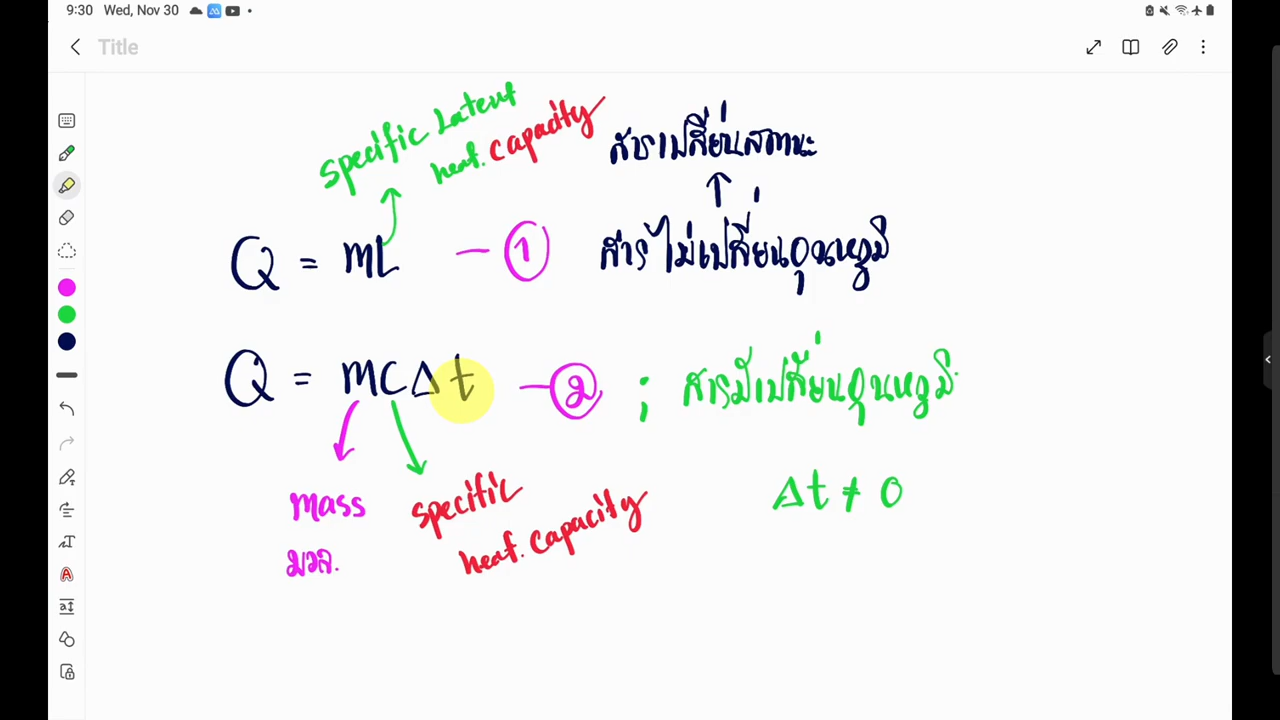 9:30 Wed, Nov 30
Title
specific Latent
heat. capacity
สารเปลี่ยนสถานะ
Q = mL — 1 สารไม่เปลี่ยนอุณหภูมิ
Q = mcΔt — 2 ; สารมีเปลี่ยนอุณหภูมิ
mass
มวล.
specific
heat. capacity
Δt ≠ 0